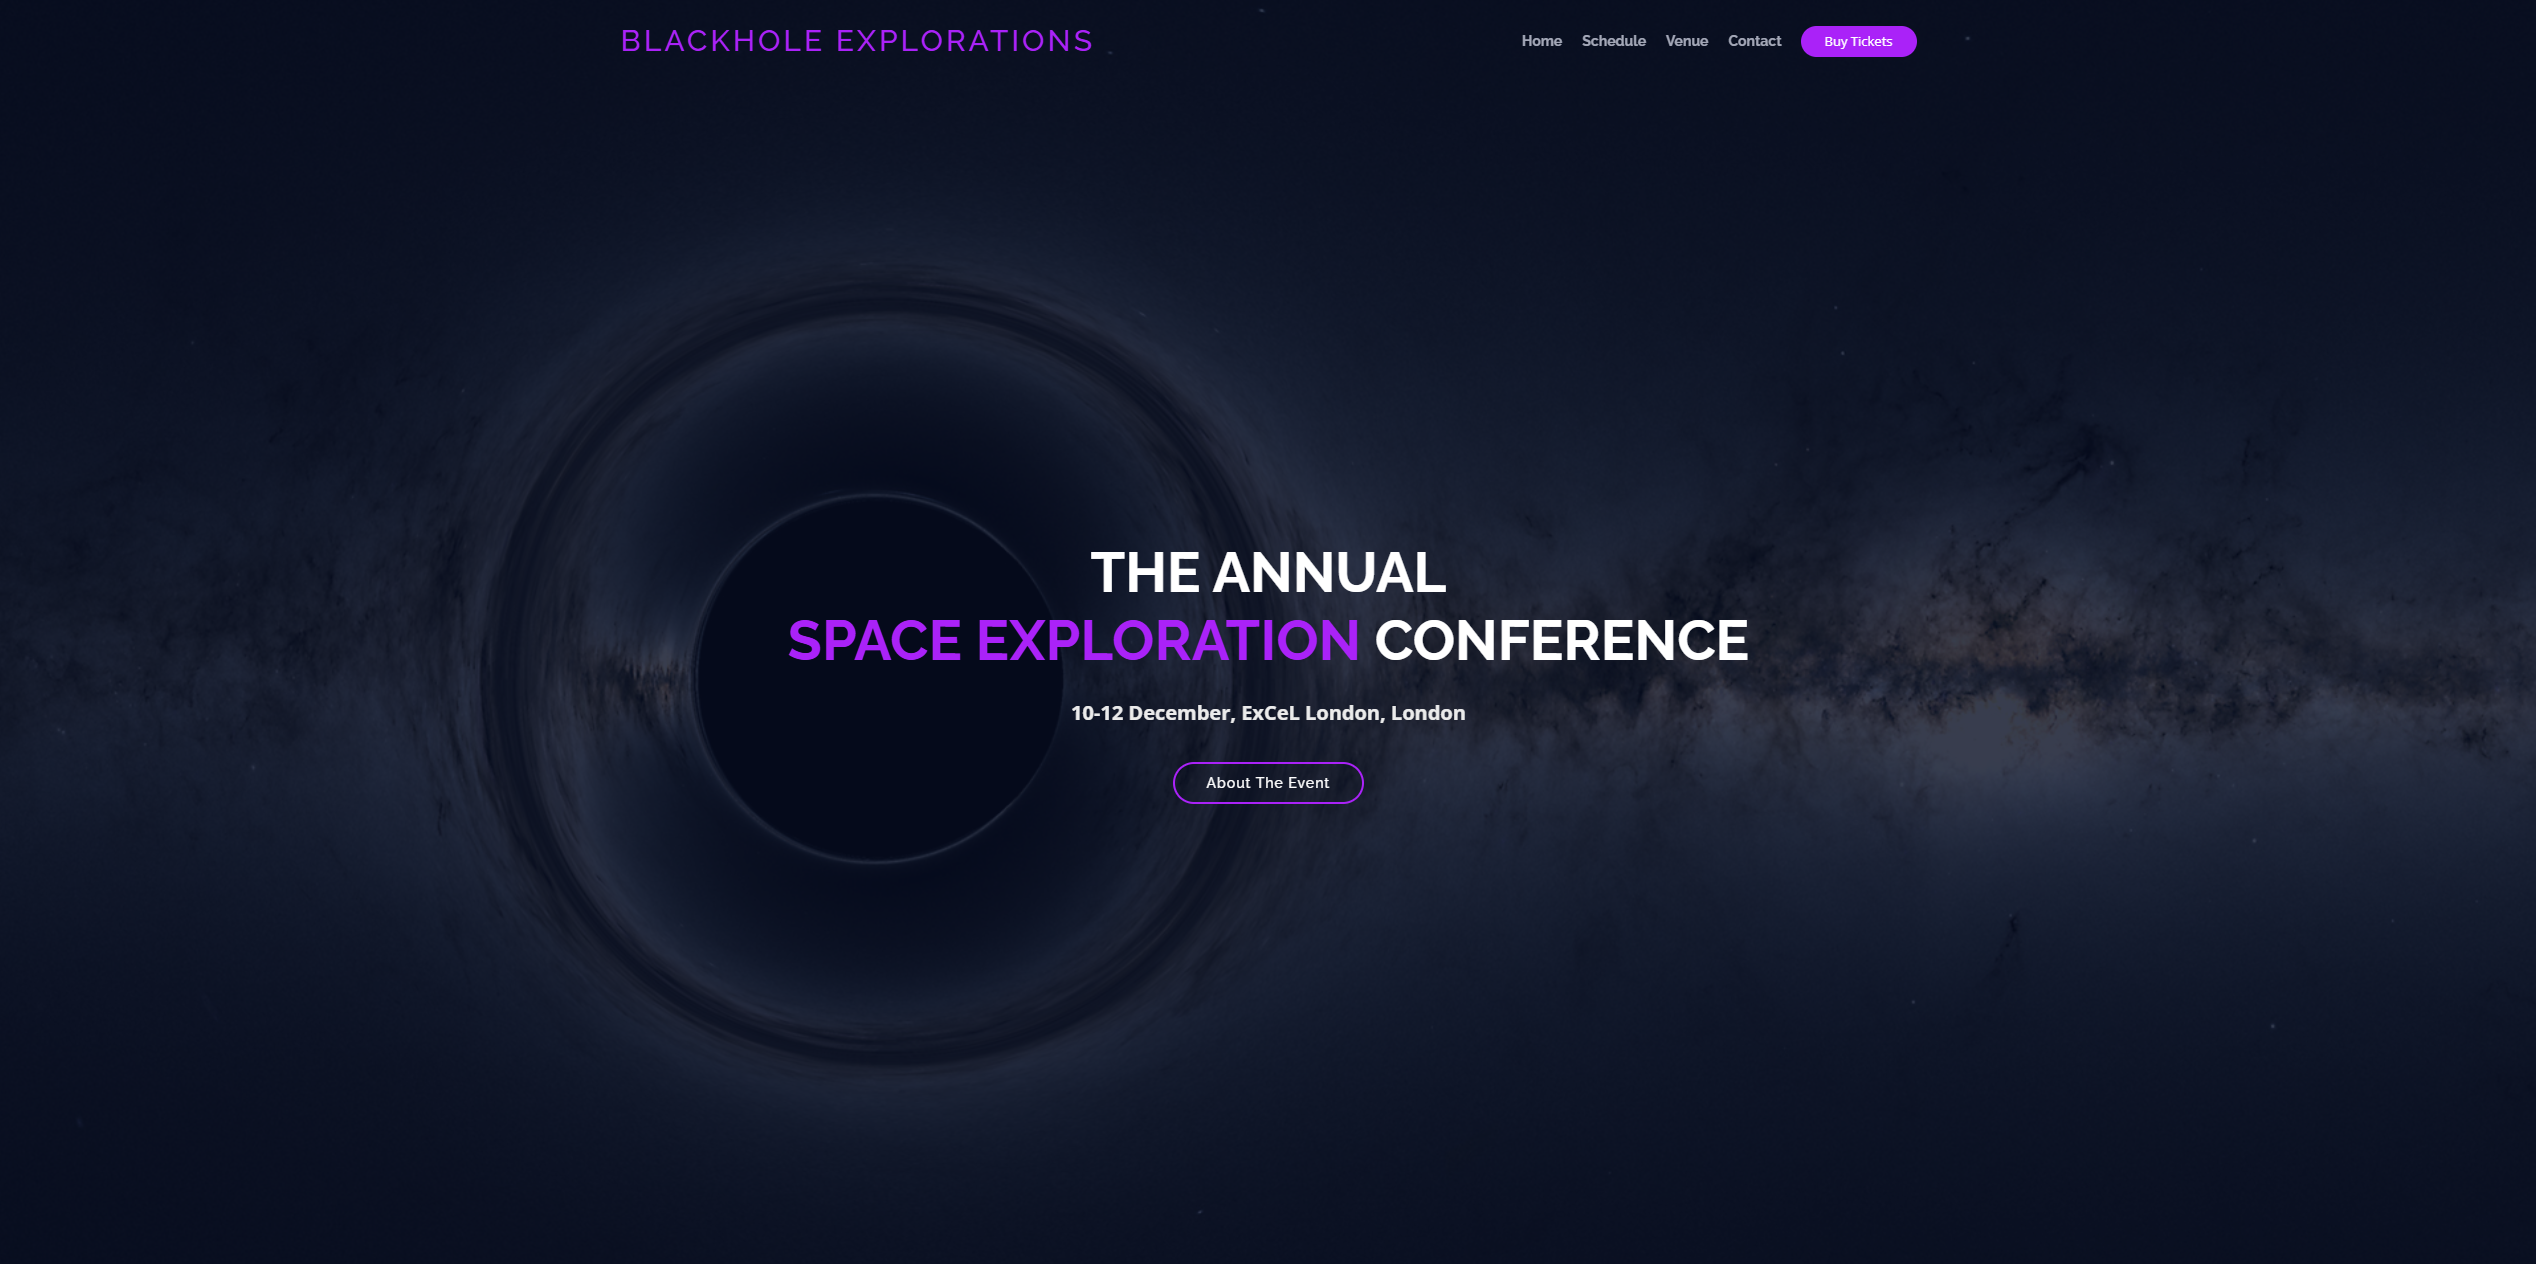 BLACKHOLE EXPLORATIONS
Home Schedule Venue Contact Buy Tickets
THE ANNUAL
SPACE EXPLORATION CONFERENCE
10-12 December, ExCeL London, London
About The Event